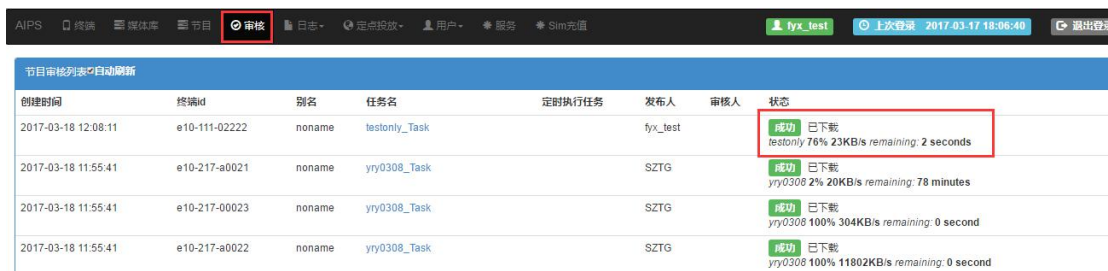 AIPS 终端 媒体库 节目 审核 日志 定点投放 用户 服务 Sim充值 fyx_test 上次登录 2017-03-17 18:06:40 退出登录
节目审核列表 自动刷新
创建时间 终端id 别名 任务名 定时执行任务 发布人 审核人 状态
2017-03-18 12:08:11 e10-111-02222 noname testonly_Task fyx_test 成功 已下载
testonly 76% 23KB/s remaining: 2 seconds
2017-03-18 11:55:41 e10-217-a0021 noname yry0308_Task SZTG 成功 已下载
yry0308 2% 20KB/s remaining: 78 minutes
2017-03-18 11:55:41 e10-217-00023 noname yry0308_Task SZTG 成功 已下载
yry0308 100% 304KB/s remaining: 0 second
2017-03-18 11:55:41 e10-217-a0022 noname yry0308_Task SZTG 成功 已下载
yry0308 100% 11802KB/s remaining: 0 second